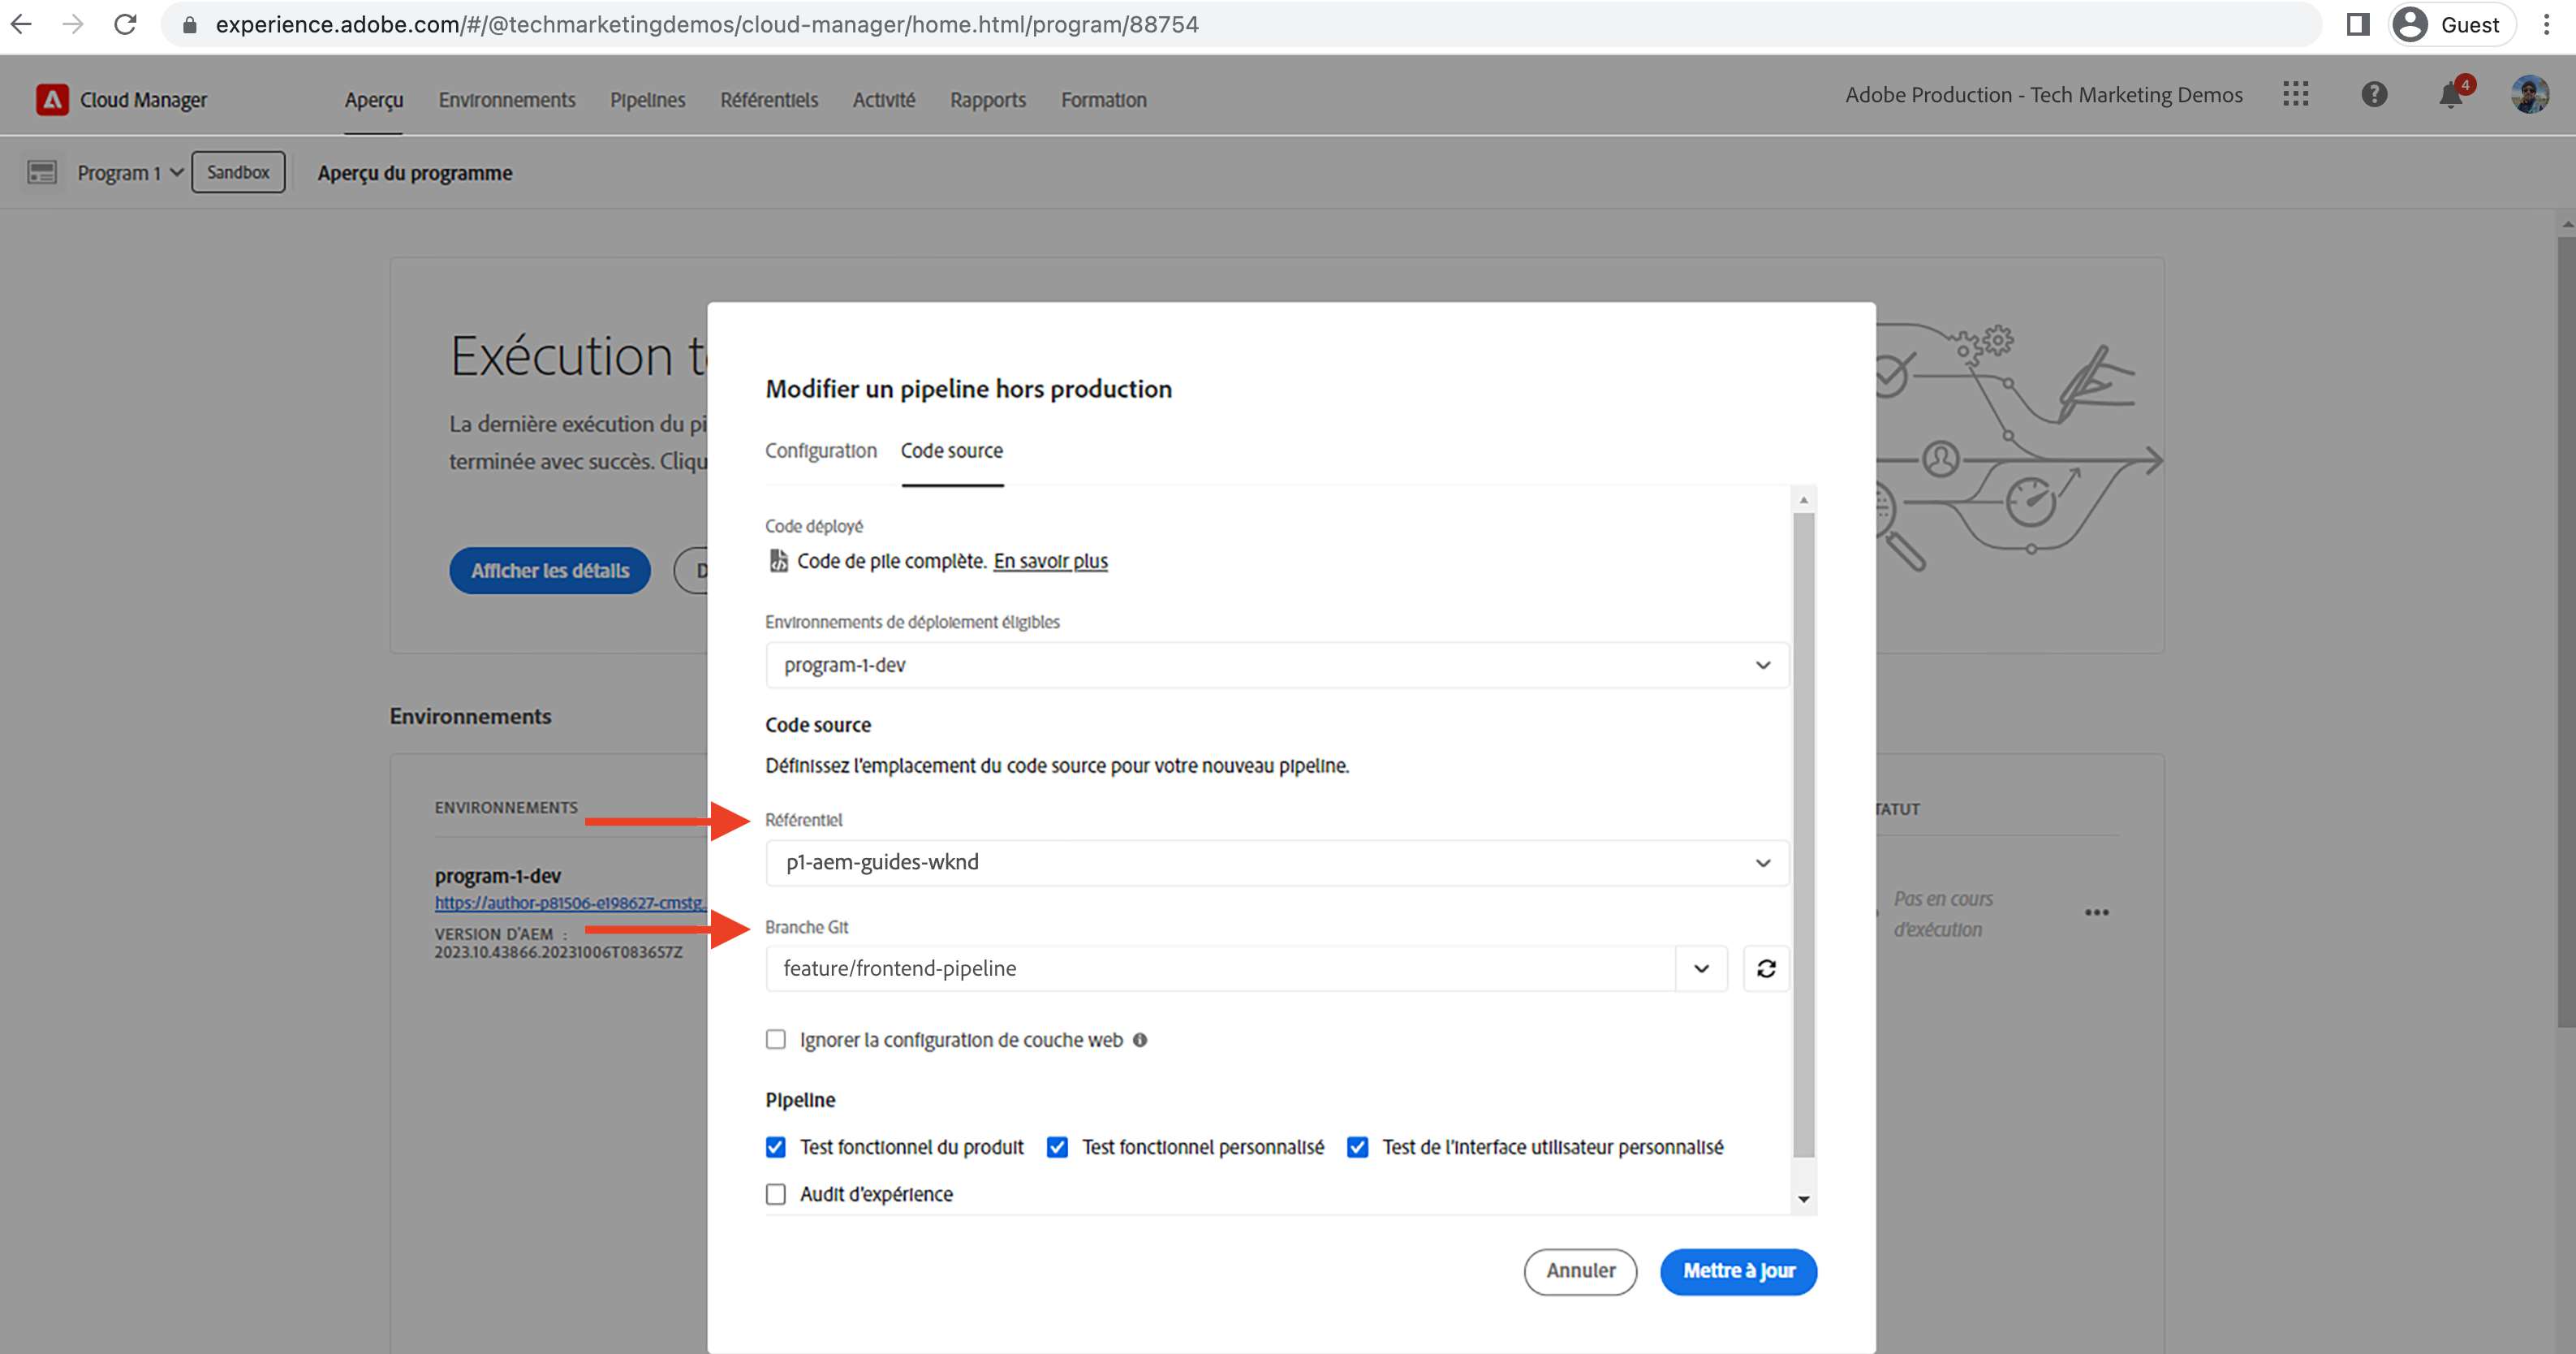 experience.adobe.com/#/@techmarketingdemos/cloud-manager/home.html/program/88754
Guest
Cloud Manager
Aperçu
Environnements
Pipelines
Référentiels
Activité
Rapports
Formation
Adobe Production - Tech Marketing Demos
4
Program 1
Sandbox
Aperçu du programme
Exécution
La dernière exécution du
terminée avec succès.
Afficher les détails
Environnements
ENVIRONNEMENTS
program-1-dev
https://author-p81506-e198627-cmstg
VERSION D'AEM :
2023.10.43866.20231006T083657Z
Modifier un pipeline hors production
Configuration
Code source
Code déployé
Code de pile complète. En savoir plus
Environnements de déploiement éligibles
program-1-dev
Code source
Définissez l'emplacement du code source pour votre nouveau pipeline.
Référentiel
p1-aem-guides-wknd
Branche Git
feature/frontend-pipeline
Ignorer la configuration de couche web
Pipeline
Test fonctionnel du produit
Test fonctionnel personnalisé
Test de l'interface utilisateur personnalisé
Audit d'expérience
Annuler
Mettre à jour
Pas en cours
d'exécution